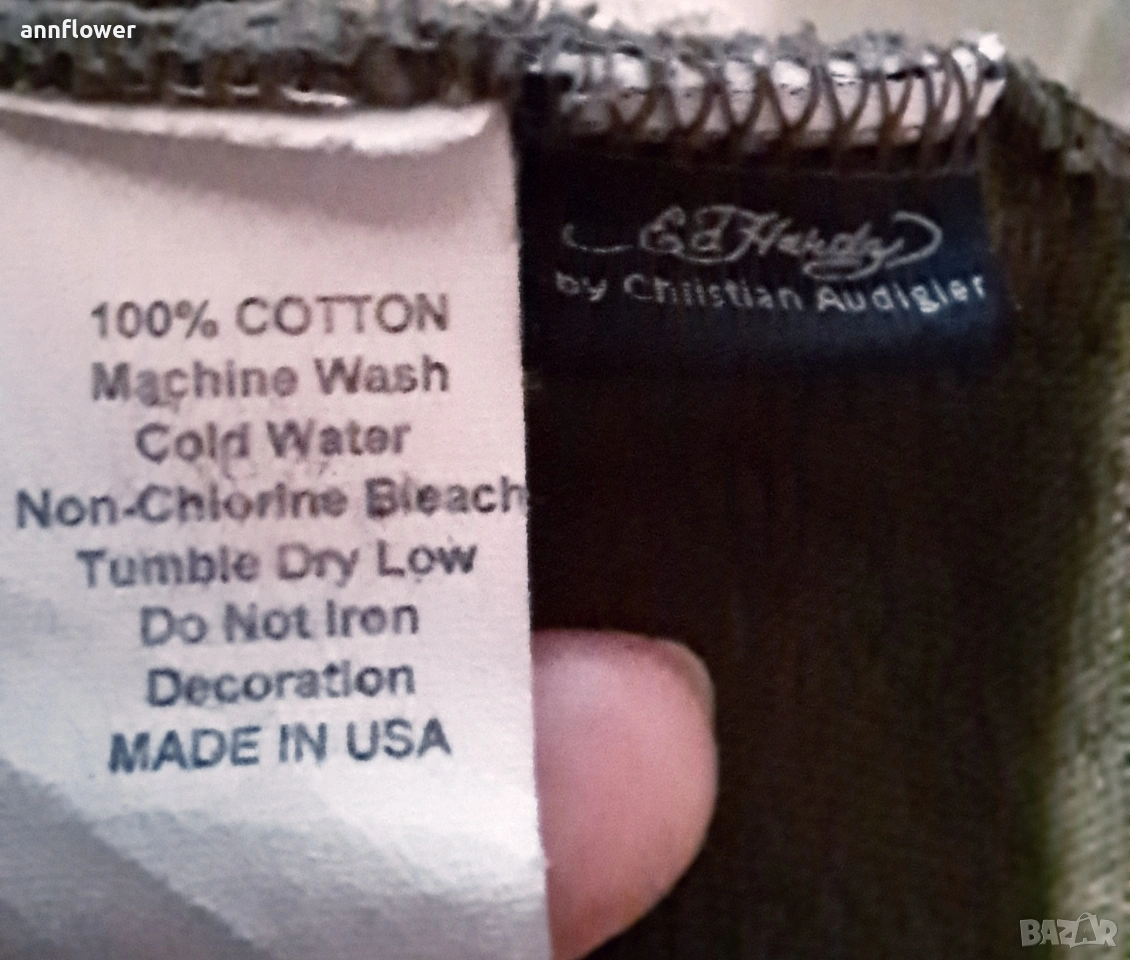 annflower
Ed Hardy
by Christian Audigier
100% COTTON
Machine Wash
Cold Water
Non-Chlorine Bleach
Tumble Dry Low
Do Not Iron
Decoration
MADE IN USA
BAZAR